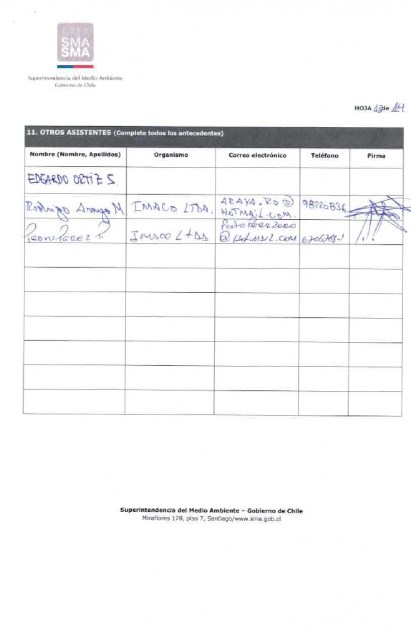 SMA
SMA
Superintendencia del Medio Ambiente
Gobierno de Chile
HOJA 13 de 14
11. OTROS ASISTENTES (Complete todos los antecedentes)
Nombre (Nombre, Apellidos) Organismo Correo electrónico Teléfono Firma
EDGARDO ORTIZ S.
Rodrigo Araya M IMACO LTDA. ARAYA.RO@ 98220836
HOTMAIL.COM.
Pedro Perez P. Imaco Ltda @HOTMAIL.COM
Superintendencia del Medio Ambiente – Gobierno de Chile
Miraflores 178, piso 7, Santiago/www.sma.gob.cl